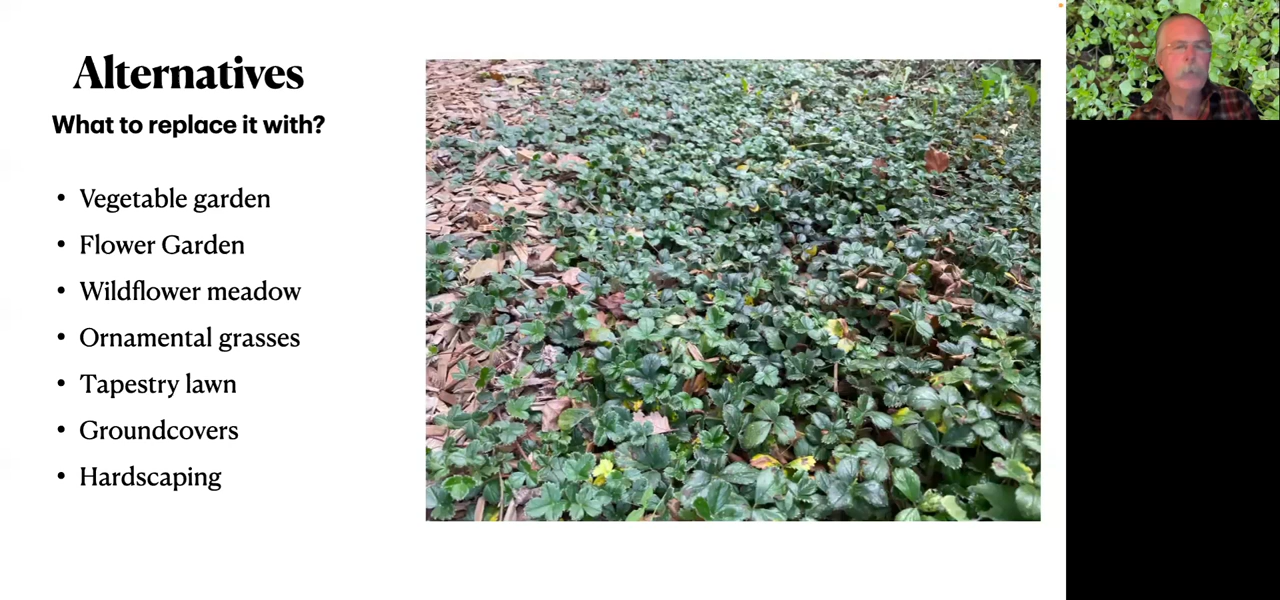 Alternatives
What to replace it with?
• Vegetable garden
• Flower Garden
• Wildflower meadow
• Ornamental grasses
• Tapestry lawn
• Groundcovers
• Hardscaping